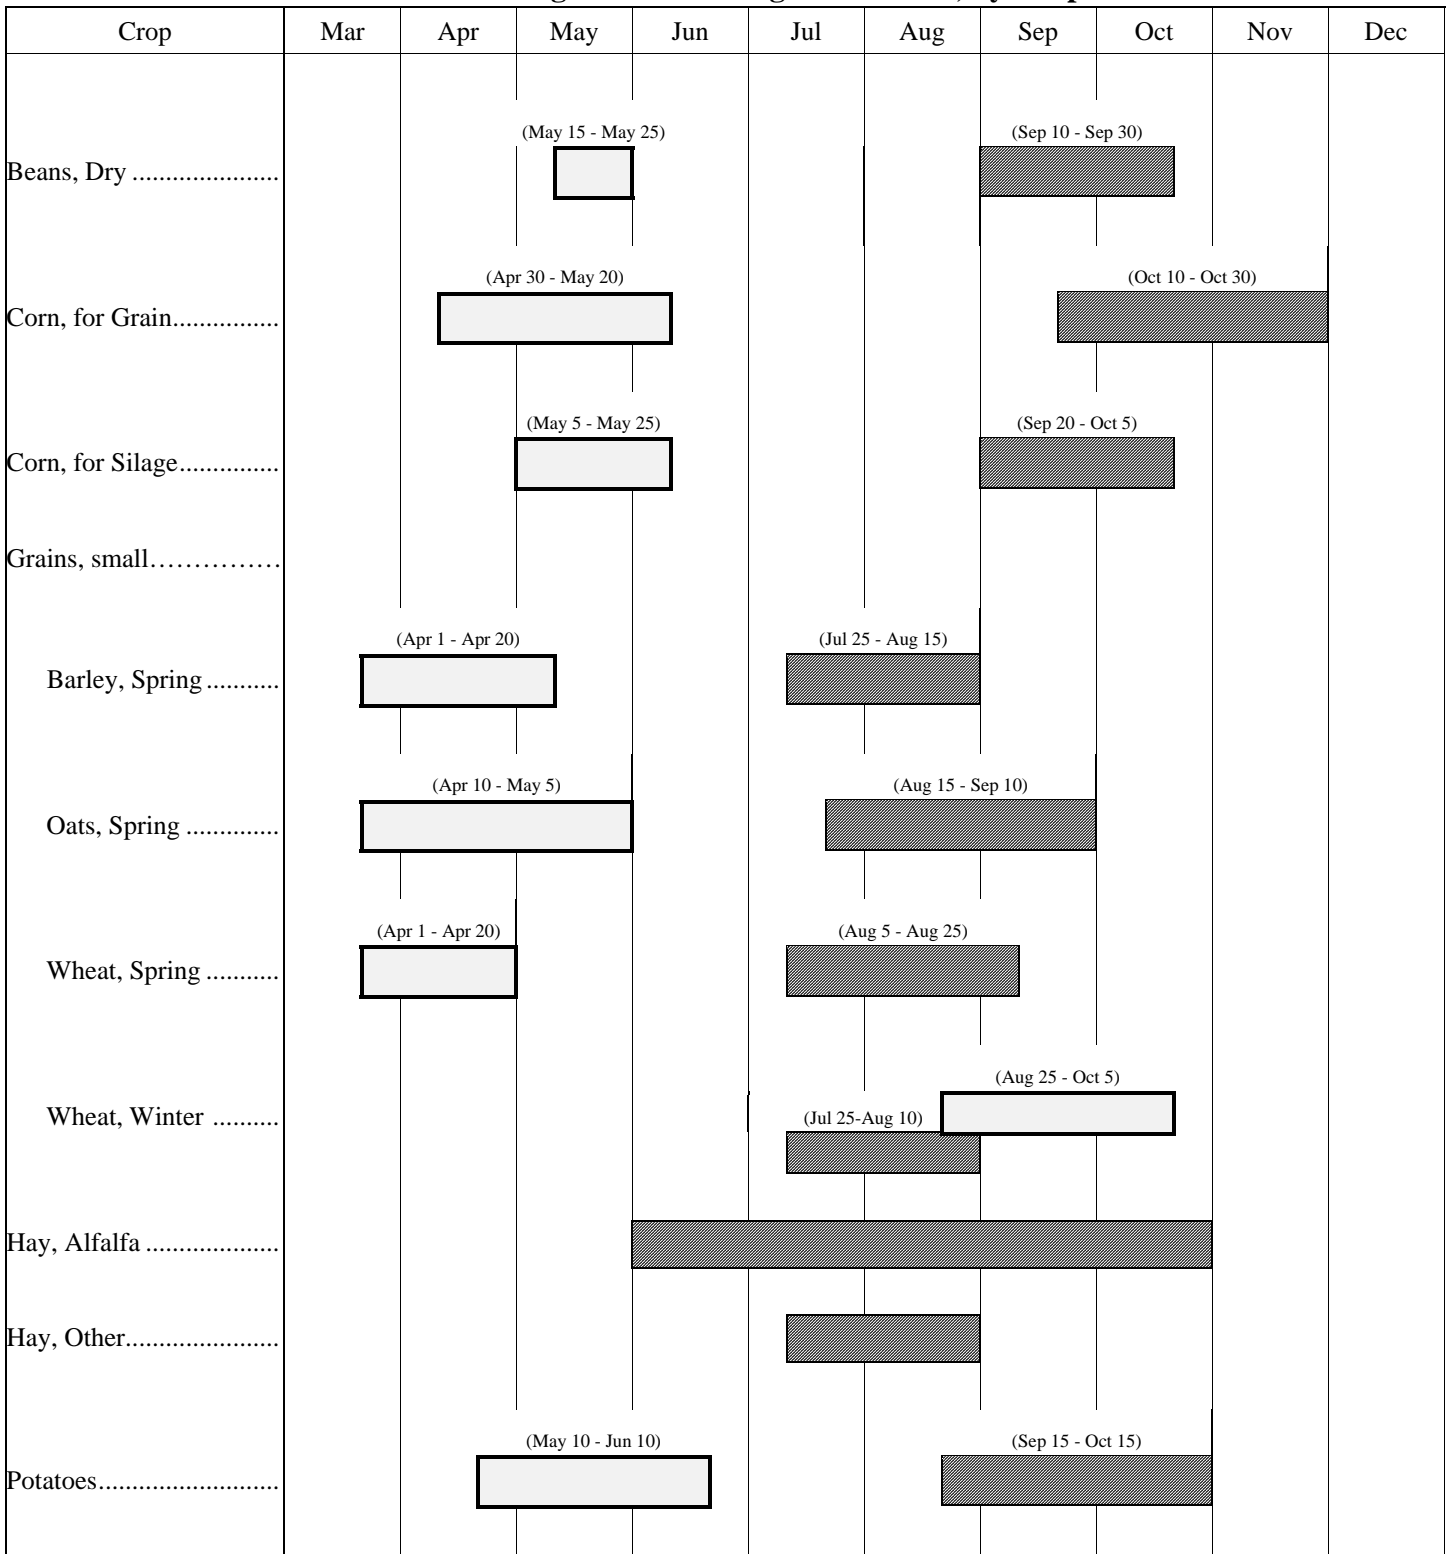 Crop Mar Apr May Jun Jul Aug Sep Oct Nov Dec
(May 15 - May 25) (Sep 10 - Sep 30)
Beans, Dry ......................
(Apr 30 - May 20) (Oct 10 - Oct 30)
Corn, for Grain................
(May 5 - May 25) (Sep 20 - Oct 5)
Corn, for Silage...............
Grains, small……………
(Apr 1 - Apr 20) (Jul 25 - Aug 15)
Barley, Spring ...........
(Apr 10 - May 5) (Aug 15 - Sep 10)
Oats, Spring ..............
(Apr 1 - Apr 20) (Aug 5 - Aug 25)
Wheat, Spring ...........
(Aug 25 - Oct 5)
Wheat, Winter .......... (Jul 25-Aug 10)
Hay, Alfalfa ....................
Hay, Other.......................
(May 10 - Jun 10) (Sep 15 - Oct 15)
Potatoes...........................